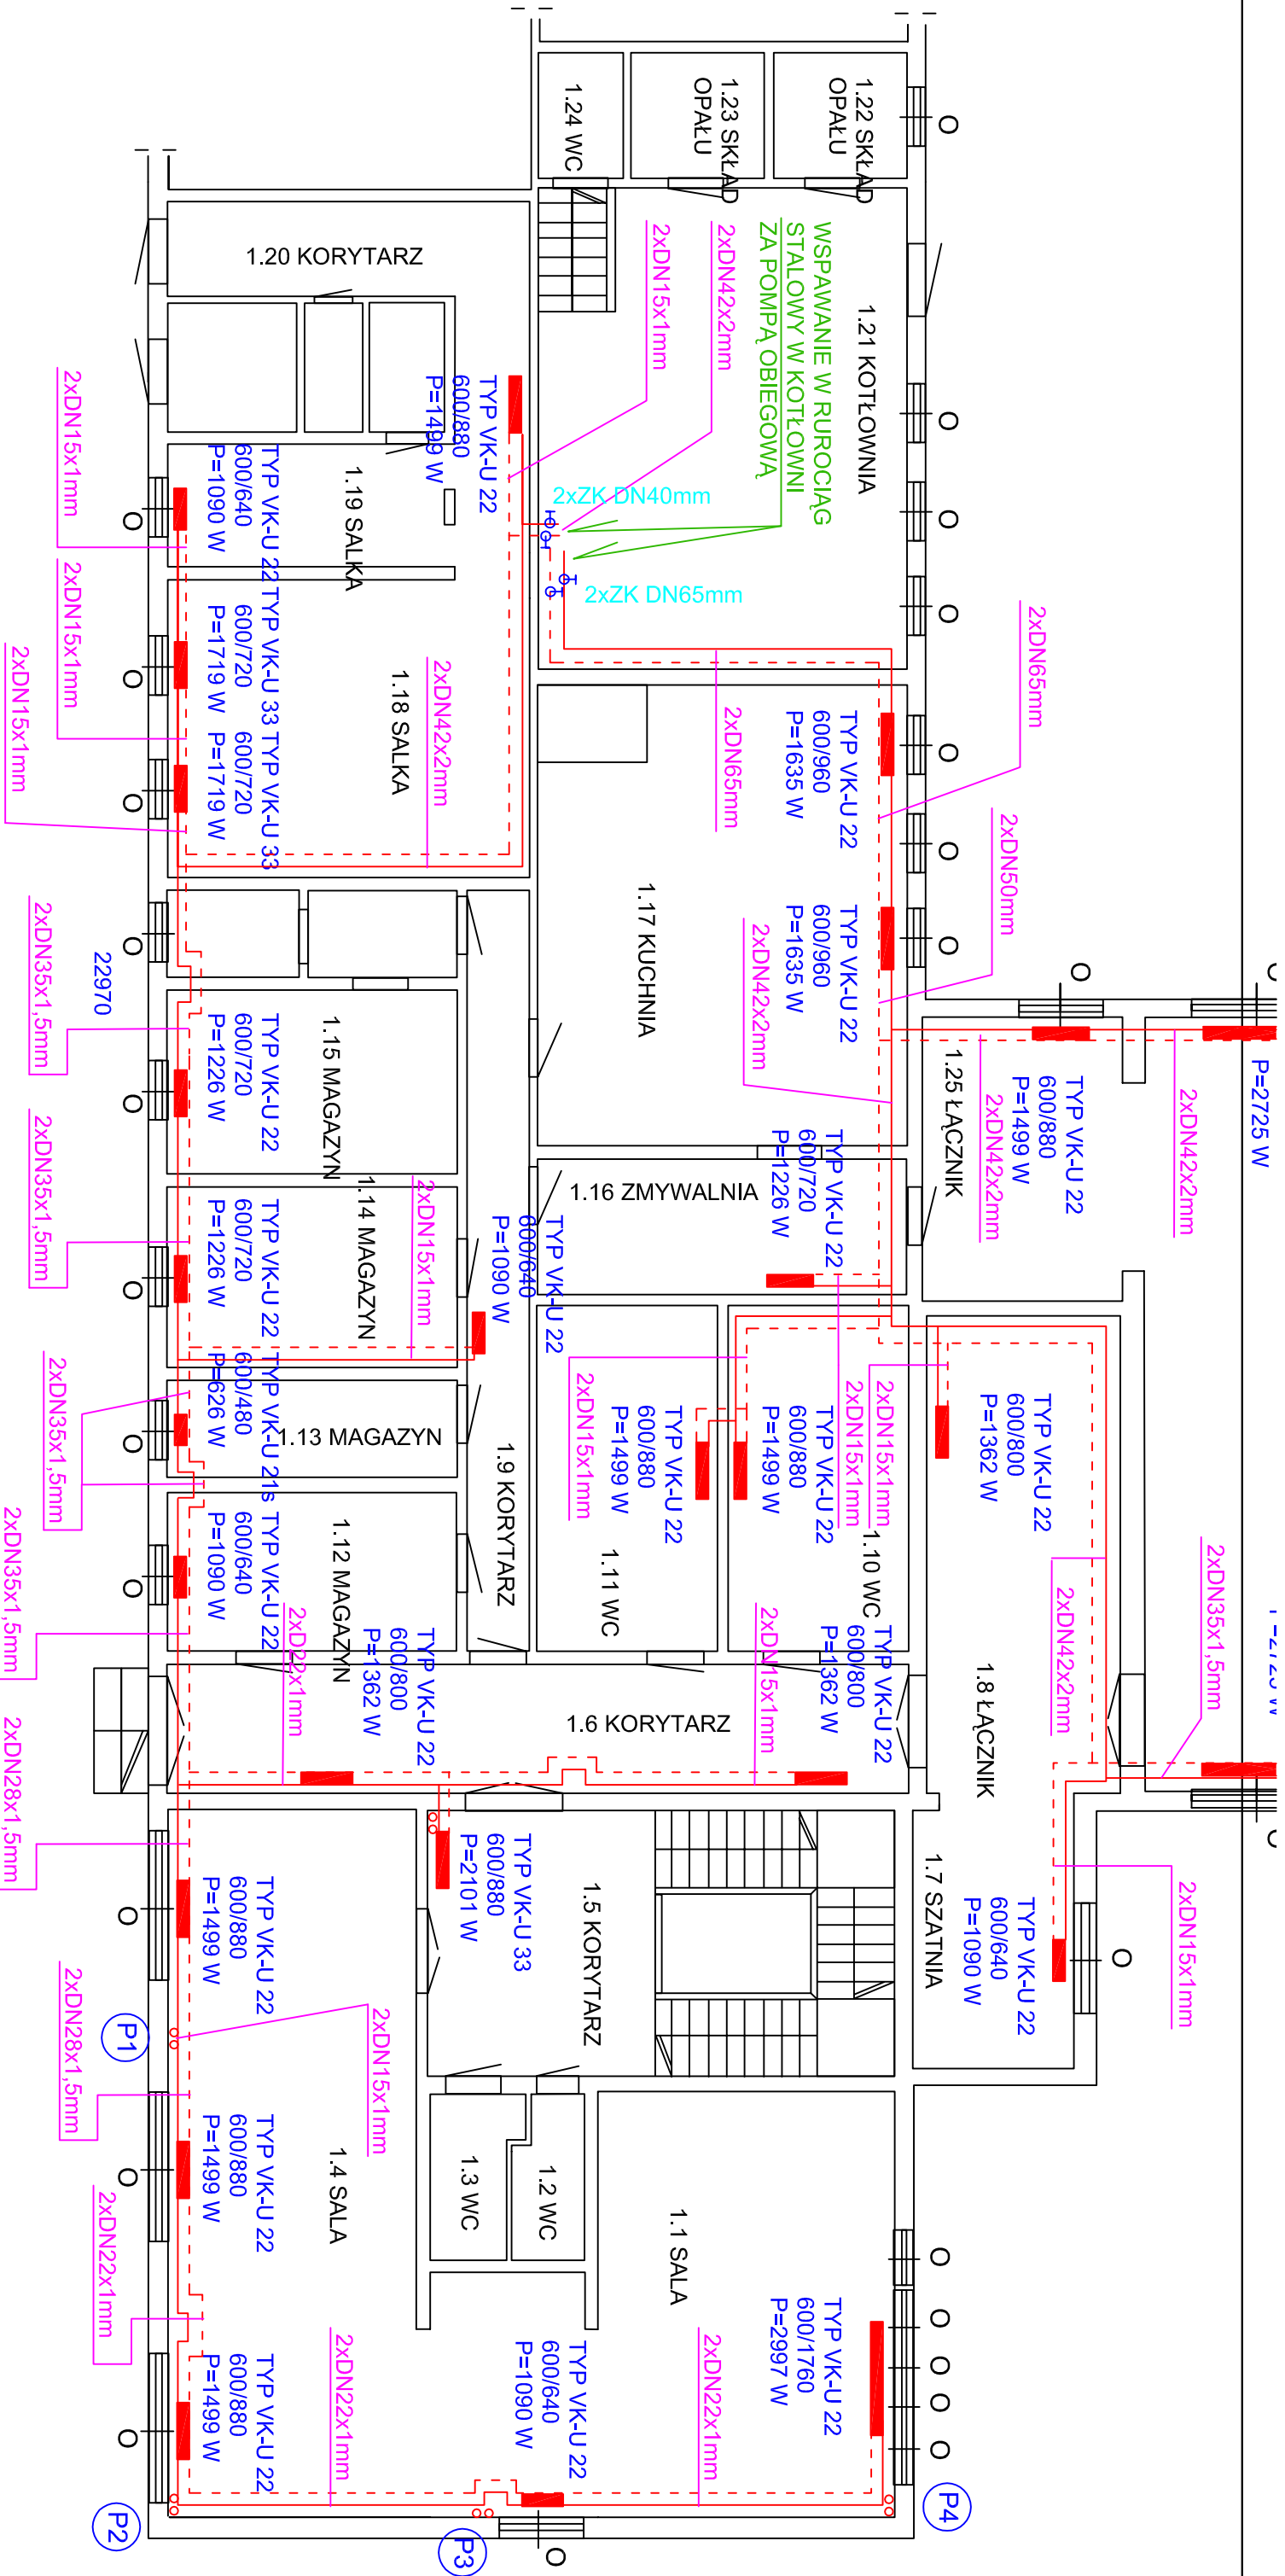 1.22 SKŁAD
OPAŁU
1.23 SKŁAD
OPAŁU
1.24 WC
1.21 KOTŁOWNIA
WSPAWANIE W RUROCIĄG
STALOWY W KOTŁOWNI
ZA POMPĄ OBIEGOWĄ
2xDN42x2mm
2xDN15x1mm
2xZK DN40mm
2xZK DN65mm
1.20 KORYTARZ
TYP VK-U 22
600/880
P=1499 W
1.19 SALKA
TYP VK-U 22
600/640
P=1090 W
2xDN15x1mm
2xDN15x1mm
2xDN15x1mm
TYP VK-U 33
600/720
P=1719 W
TYP VK-U 33
600/720
P=1719 W
1.18 SALKA
2xDN42x2mm
2xDN65mm
2xDN65mm
2xDN50mm
TYP VK-U 22
600/960
P=1635 W
TYP VK-U 22
600/960
P=1635 W
1.17 KUCHNIA
2xDN42x2mm
22970
2xDN35x1,5mm
TYP VK-U 22
600/720
P=1226 W
1.15 MAGAZYN
2xDN35x1,5mm
TYP VK-U 22
600/720
P=1226 W
1.14 MAGAZYN
2xDN15x1mm
P=2725 W
2xDN42x2mm
TYP VK-U 22
600/880
P=1499 W
2xDN42x2mm
1.25 ŁĄCZNIK
TYP VK-U 22
600/720
P=1226 W
1.16 ZMYWALNIA
TYP VK-U 22
600/640
P=1090 W
2xDN15x1mm
2xDN15x1mm
2xDN15x1mm
TYP VK-U 22
600/880
P=1499 W
TYP VK-U 22
600/880
P=1499 W
TYP VK-U 22
600/800
P=1362 W
1.10 WC
1.11 WC
1.9 KORYTARZ
TYP VK-U 21s
600/480
P=626 W
1.13 MAGAZYN
2xDN35x1,5mm
TYP VK-U 22
600/640
P=1090 W
1.12 MAGAZYN
2xDN35x1,5mm
2xDN35x1,5mm
2xDN42x2mm
1.8 ŁĄCZNIK
TYP VK-U 22
600/800
P=1362 W
2xDN15x1mm
1.6 KORYTARZ
TYP VK-U 22
600/800
P=1362 W
2xD22x1mm
2xDN28x1,5mm
2xDN15x1mm
TYP VK-U 22
600/640
P=1090 W
1.7 SZATNIA
1.5 KORYTARZ
TYP VK-U 33
600/880
P=2101 W
TYP VK-U 22
600/880
P=1499 W
2xDN28x1,5mm
P1
2xDN15x1mm
1.2 WC
1.3 WC
1.4 SALA
TYP VK-U 22
600/880
P=1499 W
2xDN22x1mm
1.1 SALA
TYP VK-U 22
600/1760
P=2997 W
2xDN22x1mm
TYP VK-U 22
600/640
P=1090 W
2xDN22x1mm
TYP VK-U 22
600/880
P=1499 W
P2
P3
P4